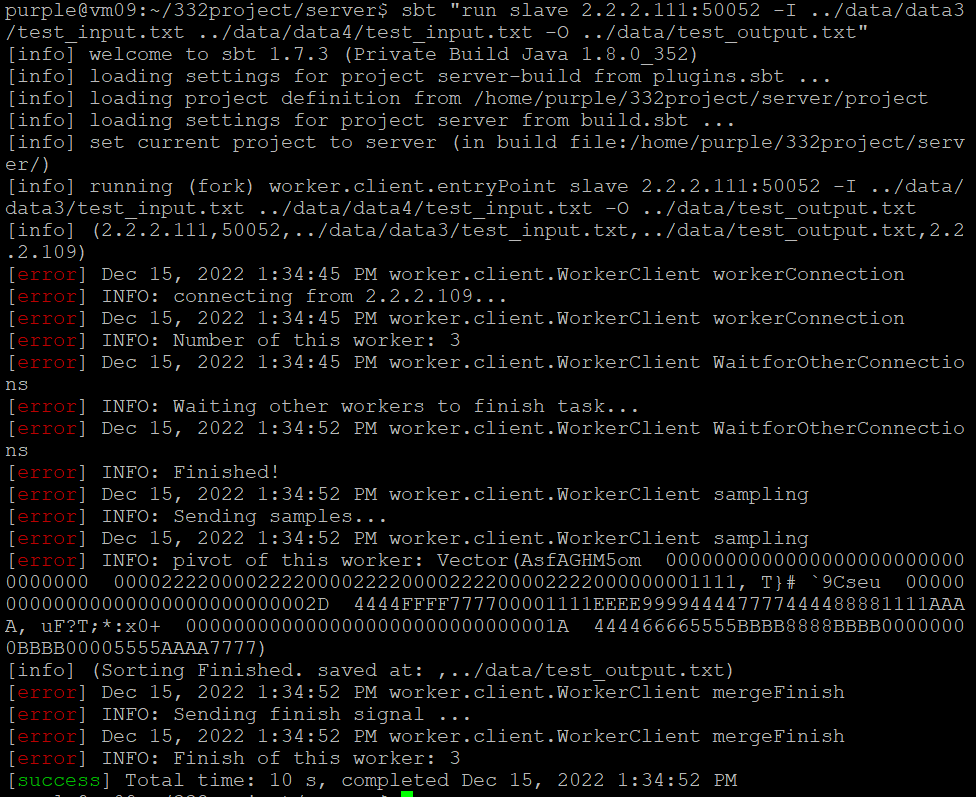 purple@vm09:~/332project/server$ sbt "run slave 2.2.2.111:50052 -I ../data/data3
/test_input.txt ../data/data4/test_input.txt -O ../data/test_output.txt"
[info] welcome to sbt 1.7.3 (Private Build Java 1.8.0_352)
[info] loading settings for project server-build from plugins.sbt ...
[info] loading project definition from /home/purple/332project/server/project
[info] loading settings for project server from build.sbt ...
[info] set current project to server (in build file:/home/purple/332project/serv
er/)
[info] running (fork) worker.client.entryPoint slave 2.2.2.111:50052 -I ../data/
data3/test_input.txt ../data/data4/test_input.txt -O ../data/test_output.txt
[info] (2.2.2.111,50052,../data/data3/test_input.txt,../data/test_output.txt,2.2
.2.109)
[error] Dec 15, 2022 1:34:45 PM worker.client.WorkerClient workerConnection
[error] INFO: connecting from 2.2.2.109...
[error] Dec 15, 2022 1:34:45 PM worker.client.WorkerClient workerConnection
[error] INFO: Number of this worker: 3
[error] Dec 15, 2022 1:34:45 PM worker.client.WorkerClient WaitforOtherConnectio
ns
[error] INFO: Waiting other workers to finish task...
[error] Dec 15, 2022 1:34:52 PM worker.client.WorkerClient WaitforOtherConnectio
ns
[error] INFO: Finished!
[error] Dec 15, 2022 1:34:52 PM worker.client.WorkerClient sampling
[error] INFO: Sending samples...
[error] Dec 15, 2022 1:34:52 PM worker.client.WorkerClient sampling
[error] INFO: pivot of this worker: Vector(AsfAGHM5om  0000000000000000000000000
0000000  0000222200002222000022220000222200002222000000001111, T}# `9Cseu  00000
00000000000000000000000002D  4444FFFF777700001111EEEE999944447777444488881111AAA
A, uF?T;*:x0+  0000000000000000000000000000001A  444466665555BBBB8888BBBB0000000
0BBBB00005555AAAA7777)
[info] (Sorting Finished. saved at: ,../data/test_output.txt)
[error] Dec 15, 2022 1:34:52 PM worker.client.WorkerClient mergeFinish
[error] INFO: Sending finish signal ...
[error] Dec 15, 2022 1:34:52 PM worker.client.WorkerClient mergeFinish
[error] INFO: Finish of this worker: 3
[success] Total time: 10 s, completed Dec 15, 2022 1:34:52 PM